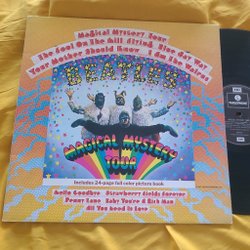 Magical Mystery Tour
The Fool On The Hill Flying Blue Jay Way
Your Mother Should Know I Am The Walrus
BEATLES
MAGICAL MYSTERY
TOUR
Includes 24-page full color picture book
Hello Goodbye Strawberry Fields Forever
Penny Lane Baby You're A Rich Man
All You Need Is Love